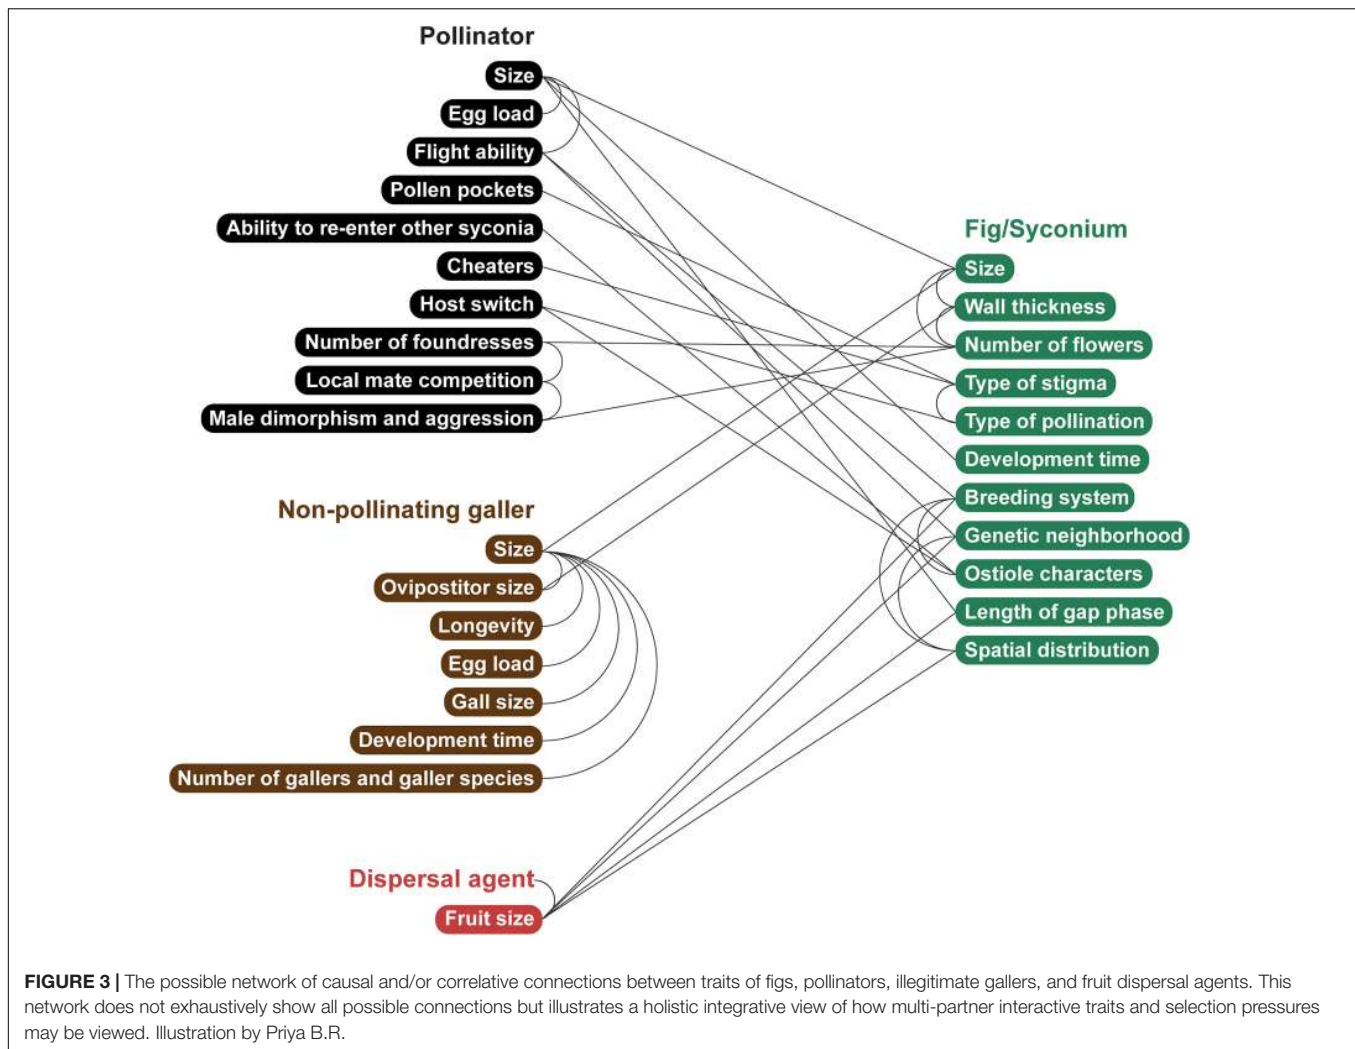 Pollinator
Size
Egg load
Flight ability
Pollen pockets
Ability to re-enter other syconia
Cheaters
Host switch
Number of foundresses
Local mate competition
Male dimorphism and aggression
Non-pollinating galler
Size
Ovipostitor size
Longevity
Egg load
Gall size
Development time
Number of gallers and galler species
Dispersal agent
Fruit size
Fig/Syconium
Size
Wall thickness
Number of flowers
Type of stigma
Type of pollination
Development time
Breeding system
Genetic neighborhood
Ostiole characters
Length of gap phase
Spatial distribution
FIGURE 3 | The possible network of causal and/or correlative connections between traits of figs, pollinators, illegitimate gallers, and fruit dispersal agents. This
network does not exhaustively show all possible connections but illustrates a holistic integrative view of how multi-partner interactive traits and selection pressures
may be viewed. Illustration by Priya B.R.